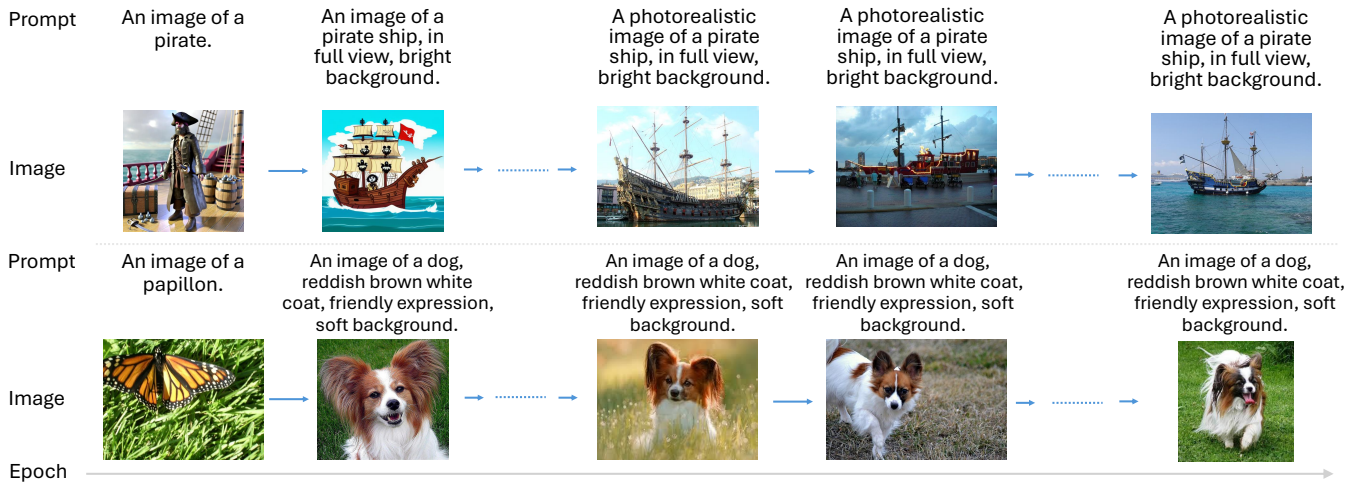 Prompt
An image of a
pirate.
An image of a
pirate ship, in
full view, bright
background.
A photorealistic
image of a pirate
ship, in full view,
bright background.
A photorealistic
image of a pirate
ship, in full view,
bright background.
A photorealistic
image of a pirate
ship, in full view,
bright background.
Image
Prompt
An image of a
papillon.
An image of a dog,
reddish brown white
coat, friendly expression,
soft background.
An image of a dog,
reddish brown white coat,
friendly expression, soft
background.
An image of a dog,
reddish brown white coat,
friendly expression, soft
background.
An image of a dog,
reddish brown white coat,
friendly expression, soft
background.
Image
Epoch